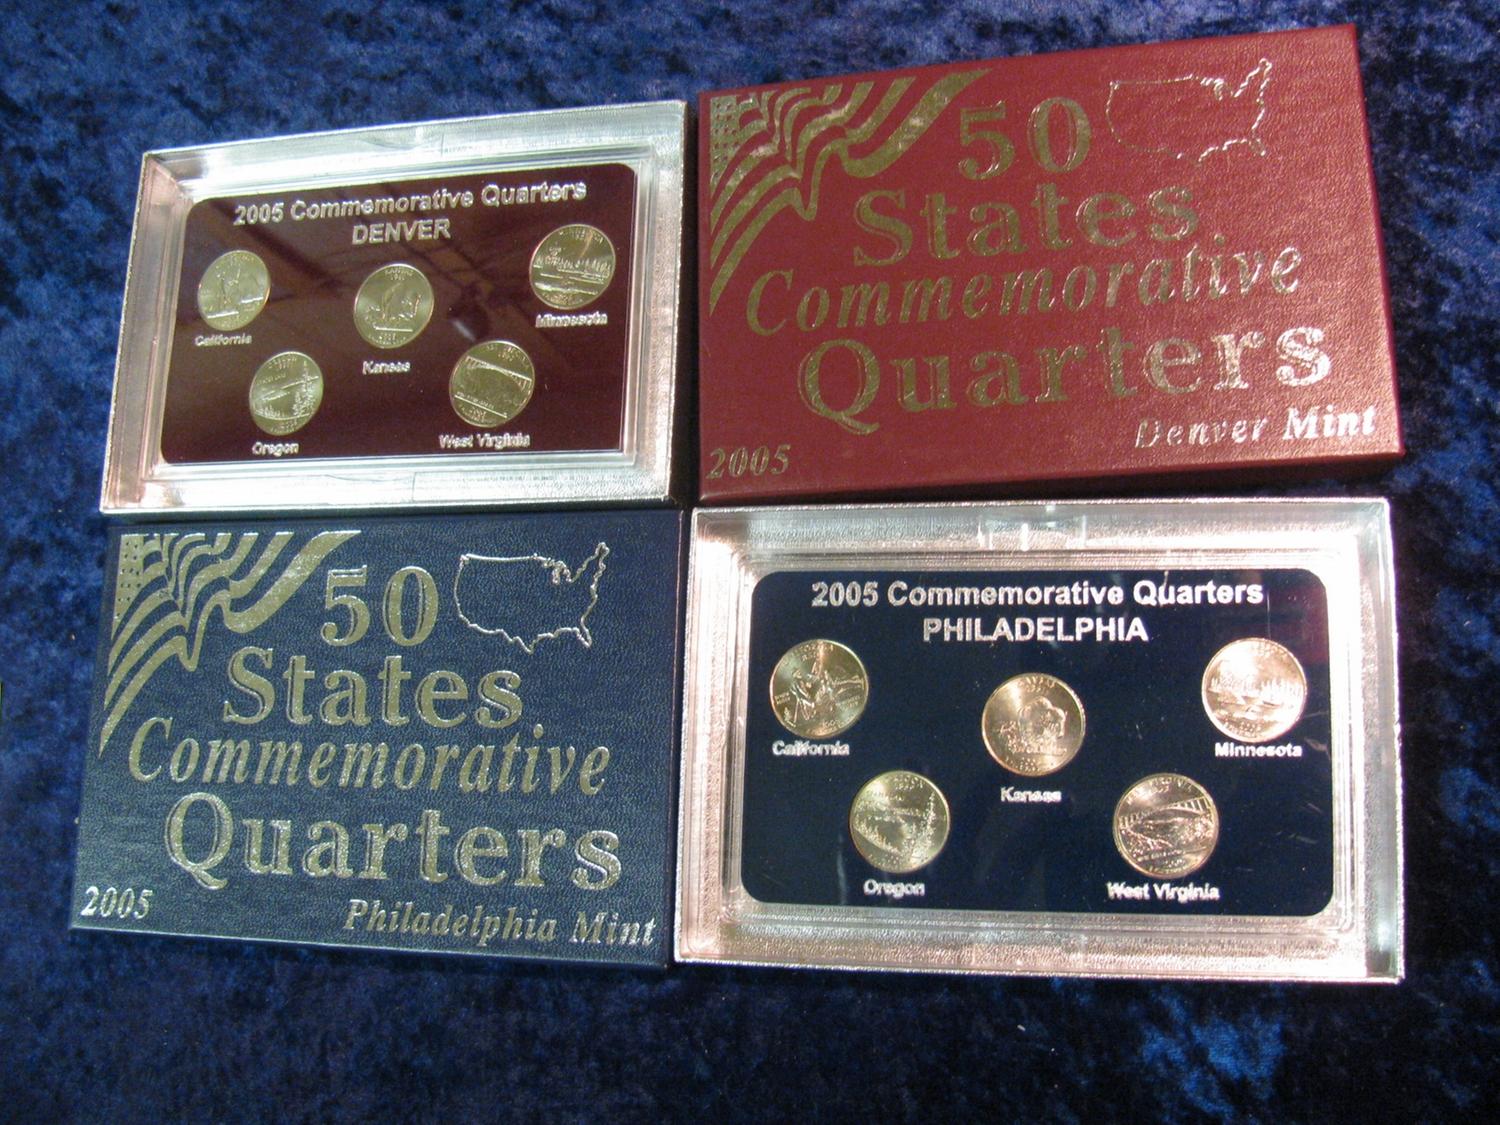 2005 Commemorative Quarters
DENVER
California
Kansas
Minnesota
Oregon
West Virginia
50
States
Commemorative
Quarters
Denver Mint
2005
50
States
Commemorative
Quarters
2005
Philadelphia Mint
2005 Commemorative Quarters
PHILADELPHIA
California
Kansas
Minnesota
Oregon
West Virginia